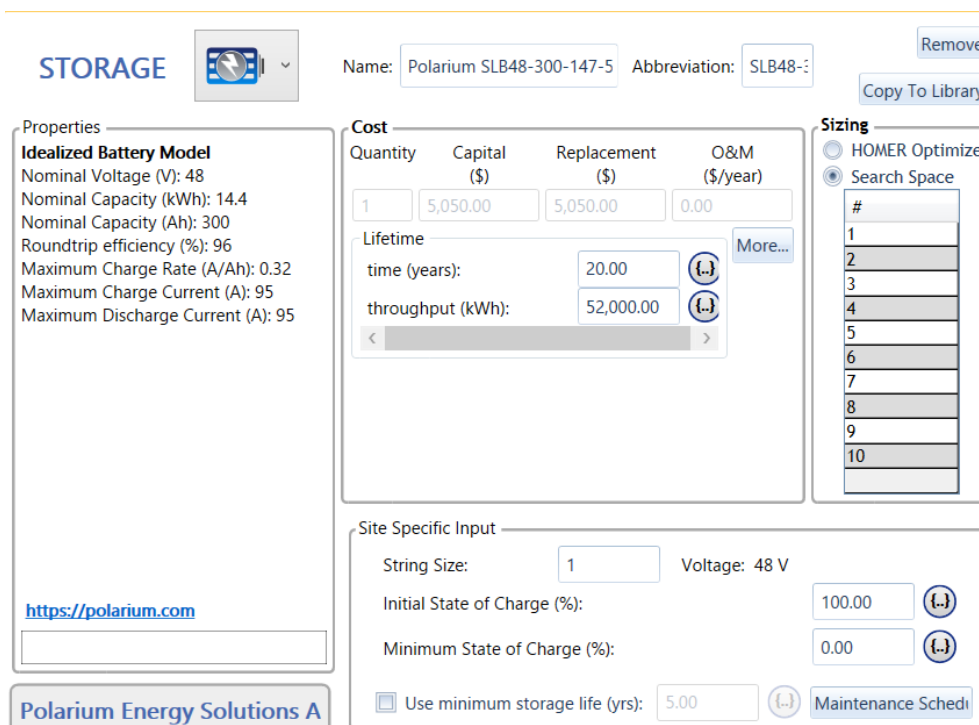 STORAGE
Name:
Polarium SLB48-300-147-5
Abbreviation:
SLB48-
Remove
Copy To Library
Properties
Idealized Battery Model
Nominal Voltage (V): 48
Nominal Capacity (kWh): 14.4
Nominal Capacity (Ah): 300
Roundtrip efficiency (%): 96
Maximum Charge Rate (A/Ah): 0.32
Maximum Charge Current (A): 95
Maximum Discharge Current (A): 95
https://polarium.com
Polarium Energy Solutions A
Cost
Quantity Capital Replacement O&M
($) ($) ($/year)
1 5,050.00 5,050.00 0.00
Lifetime
More...
time (years): 20.00 {..}
throughput (kWh): 52,000.00 {..}
Sizing
HOMER Optimize
Search Space
#
1
2
3
4
5
6
7
8
9
10
Site Specific Input
String Size: 1 Voltage: 48 V
Initial State of Charge (%): 100.00 {..}
Minimum State of Charge (%): 0.00 {..}
Use minimum storage life (yrs): 5.00 {..} Maintenance Schedu